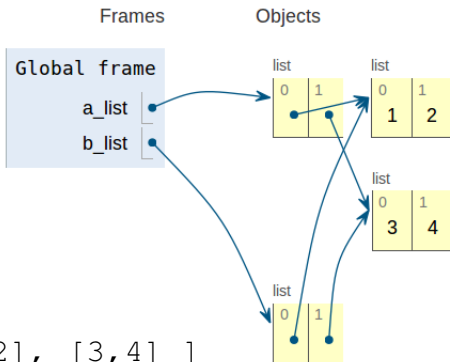 Frames Objects
Global frame
a_list
b_list
list
0 1
list
0 1
1 2
list
0 1
3 4
list
0 1
2], [3,4] ]